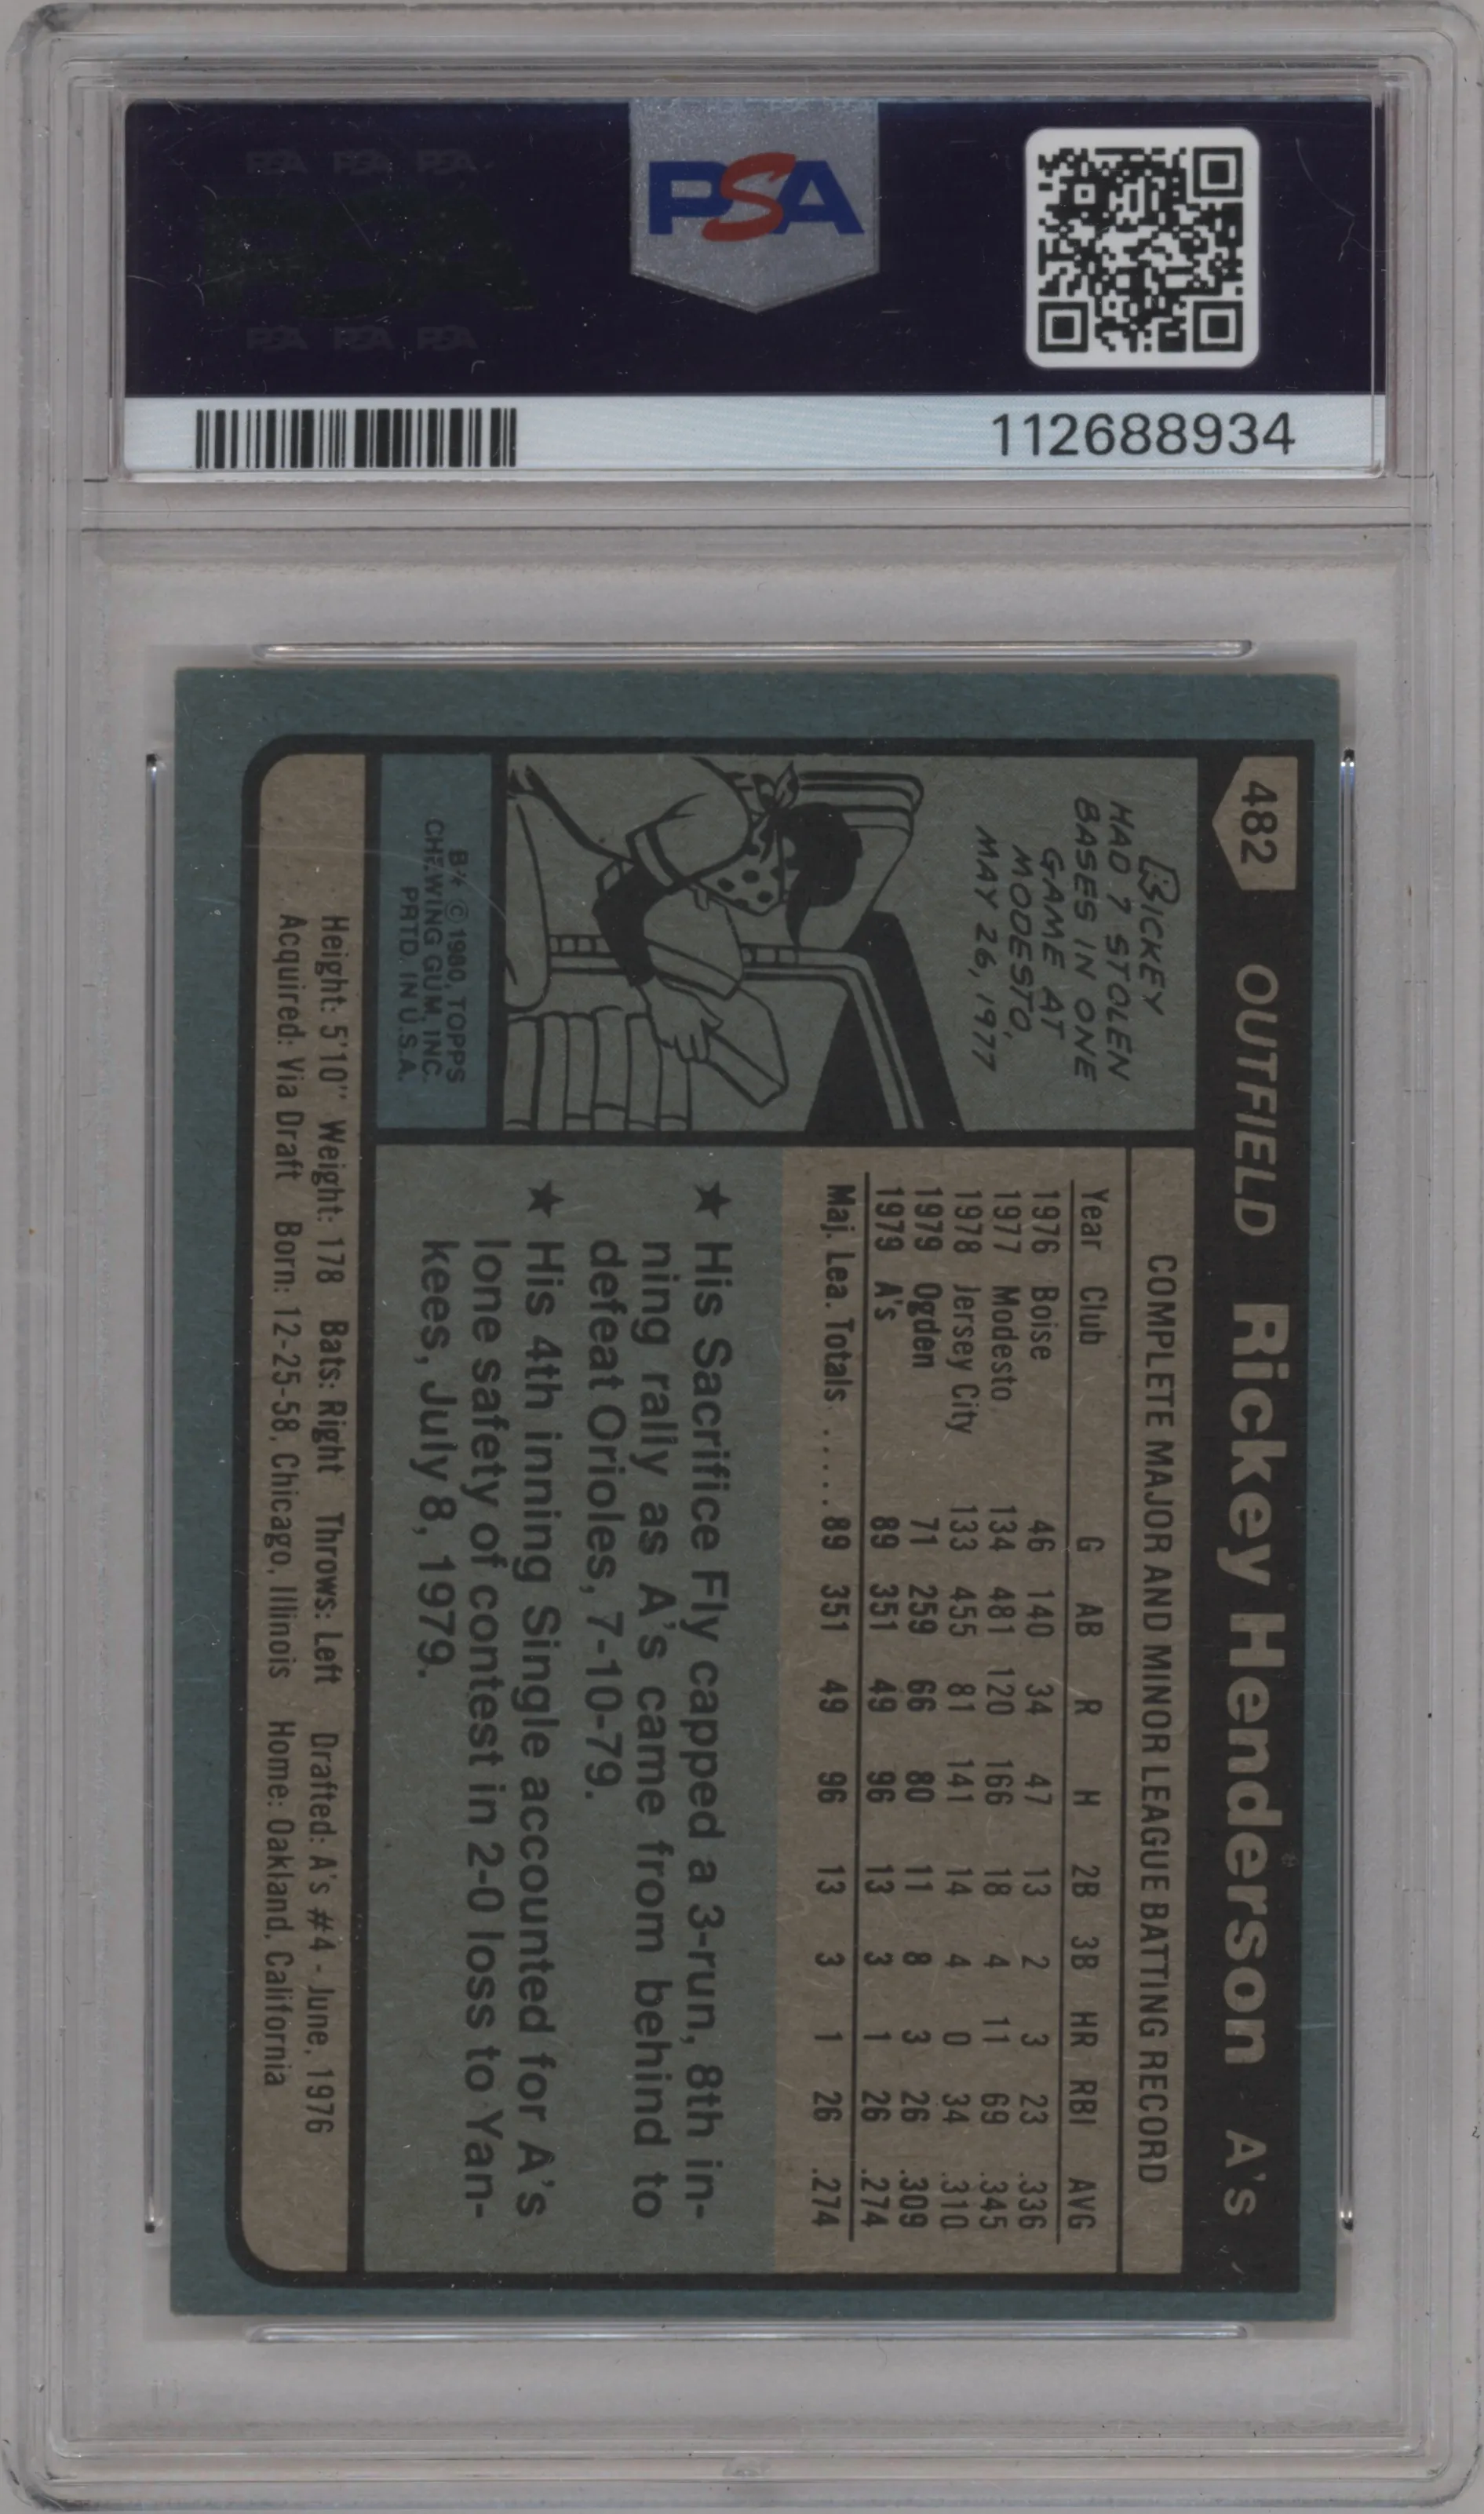 PSA PSA PSA
PSA
PSA PSA PSA
PSA
112688934
482 OUTFIELD Rickey Henderson A's
RICKEY
HAD 7 STOLEN
BASES IN ONE
GAME AT
MODESTO,
MAY 26, 1977
B* © 1980, TOPPS
CHEWING GUM, INC.
PRTD. IN U.S.A.
COMPLETE MAJOR AND MINOR LEAGUE BATTING RECORD
Year Club G AB R H 2B 3B HR RBI AVG
1976 Boise 46 140 34 47 13 2 3 23 .336
1977 Modesto 134 481 120 166 18 4 11 69 .345
1978 Jersey City 133 455 81 141 14 4 0 34 .310
1979 Ogden 71 259 66 80 11 8 3 26 .309
1979 A's 89 351 49 96 13 3 1 26 .274
Maj. Lea. Totals .....89 351 49 96 13 3 1 26 .274
★ His Sacrifice Fly capped a 3-run, 8th in-
ning rally as A's came from behind to
defeat Orioles, 7-10-79.
★ His 4th inning Single accounted for A's
lone safety of contest in 2-0 loss to Yan-
kees, July 8, 1979.
Height: 5'10" Weight: 178 Bats: Right Throws: Left Drafted: A's #4 - June, 1976
Acquired: Via Draft Born: 12-25-58, Chicago, Illinois Home: Oakland, California